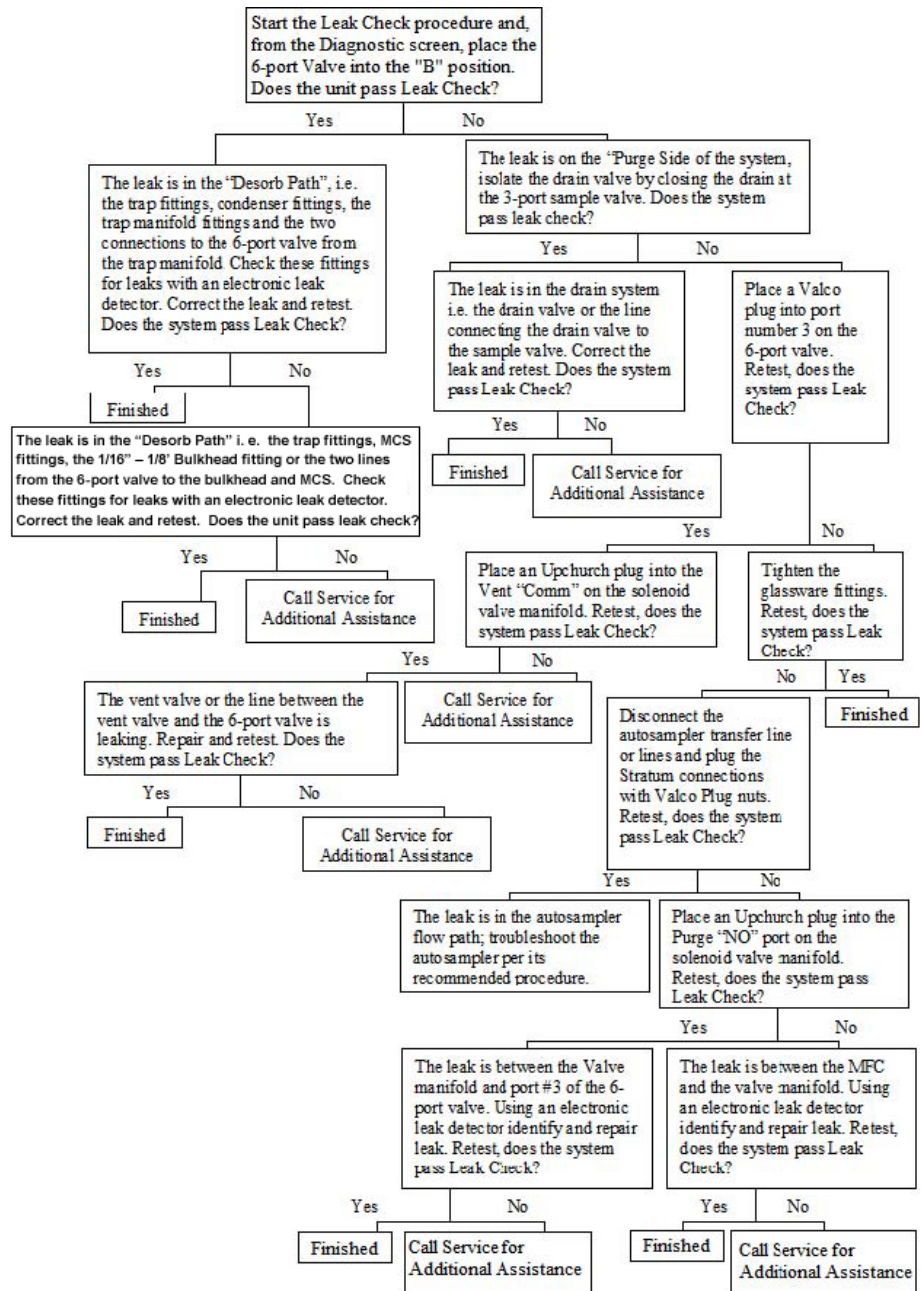 Start the Leak Check procedure and,
from the Diagnostic screen, place the
6-port Valve into the "B" position.
Does the unit pass Leak Check?
Yes
No
The leak is in the “Desorb Path”, i.e.
the trap fittings, condenser fittings, the
trap manifold fittings and the two
connections to the 6-port valve from
the trap manifold. Check these fittings
for leaks with an electronic leak
detector. Correct the leak and retest.
Does the system pass Leak Check?
The leak is on the “Purge Side of the system,
isolate the drain valve by closing the drain at
the 3-port sample valve. Does the system
pass leak check?
Yes
No
The leak is in the drain system
i.e. the drain valve or the line
connecting the drain valve to
the sample valve. Correct the
leak and retest. Does the system
pass Leak Check?
Place a Valco
plug into port
number 3 on the
6-port valve.
Retest, does the
system pass Leak
Check?
Yes
No
Finished
The leak is in the “Desorb Path” i. e. the trap fittings, MCS
fittings, the 1/16” – 1/8’ Bulkhead fitting or the two lines
from the 6-port valve to the bulkhead and MCS. Check
these fittings for leaks with an electronic leak detector.
Correct the leak and retest. Does the unit pass leak check?
Yes
No
Finished
Call Service for
Additional Assistance
Yes
No
Finished
Call Service for
Additional Assistance
Yes
No
Place an Upchurch plug into the
Vent “Comm” on the solenoid
valve manifold. Retest, does the
system pass Leak Check?
Tighten the
glassware fittings.
Retest, does the
system pass Leak
Check?
Yes
No
The vent valve or the line between the
vent valve and the 6-port valve is
leaking. Repair and retest. Does the
system pass Leak Check?
Call Service for
Additional Assistance
No
Yes
Disconnect the
autosampler transfer line
or lines and plug the
Stratum connections
with Valco Plug nuts.
Retest, does the system
pass Leak Check?
Finished
Yes
No
Finished
Call Service for
Additional Assistance
Yes
No
The leak is in the autosampler
flow path; troubleshoot the
autosampler per its
recommended procedure.
Place an Upchurch plug into the
Purge “NO” port on the
solenoid valve manifold.
Retest, does the system pass
Leak Check?
Yes
No
The leak is between the Valve
manifold and port #3 of the 6-
port valve. Using an electronic
leak detector identify and repair
leak. Retest, does the system
pass Leak Check?
The leak is between the MFC
and the valve manifold. Using
an electronic leak detector
identify and repair leak. Retest,
does the system pass Leak
Check?
Yes
No
Finished
Call Service for
Additional Assistance
Yes
No
Finished
Call Service for
Additional Assistance